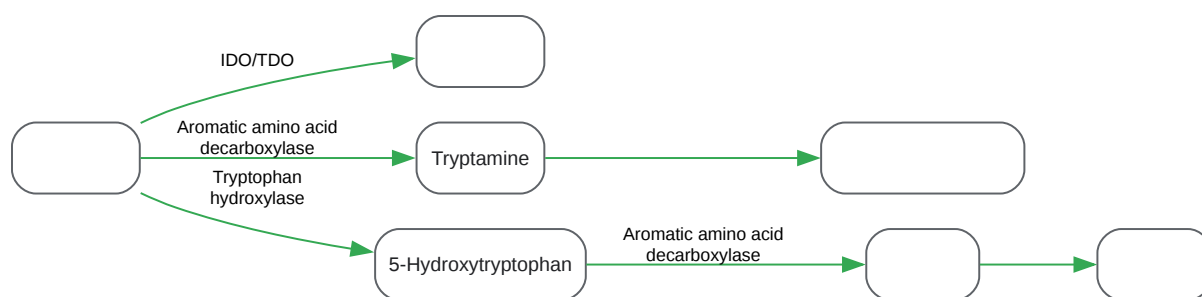 IDO/TDO
Aromatic amino acid
decarboxylase
Tryptamine
Tryptophan
hydroxylase
5-Hydroxytryptophan
Aromatic amino acid
decarboxylase